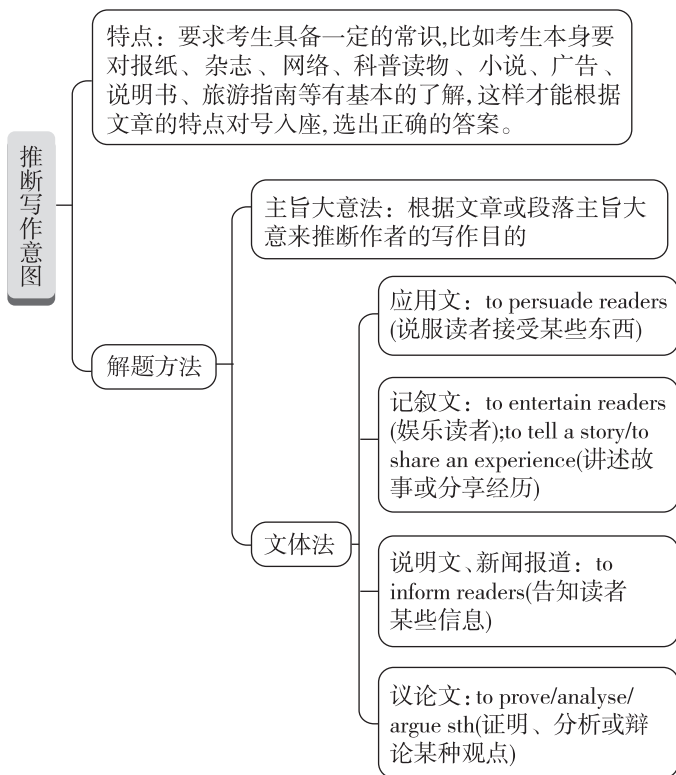 推断写作意图
特点：要求考生具备一定的常识,比如考生本身要
对报纸、杂志、网络、科普读物、小说、广告、
说明书、旅游指南等有基本的了解,这样才能根据
文章的特点对号入座,选出正确的答案。
解题方法
主旨大意法：根据文章或段落主旨大
意来推断作者的写作目的
文体法
应用文：to persuade readers
(说服读者接受某些东西)
记叙文：to entertain readers
(娱乐读者);to tell a story/to
share an experience(讲述故
事或分享经历)
说明文、新闻报道：to
inform readers(告知读者
某些信息)
议论文：to prove/analyse/
argue sth(证明、分析或辩
论某种观点)